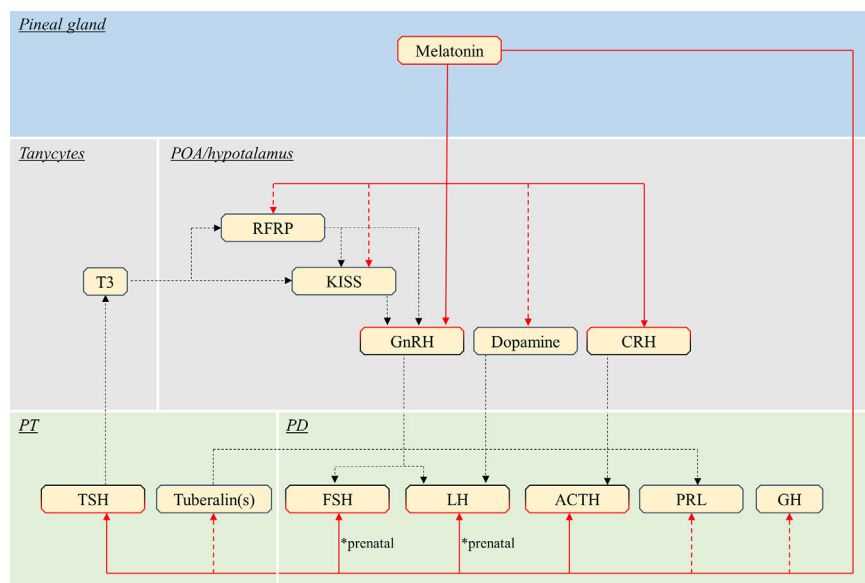 Pineal gland
Melatonin
Tanycytes
POA/hypotalamus
RFRP
T3
KISS
GnRH
Dopamine
CRH
PT
PD
TSH
Tuberalin(s)
FSH
LH
ACTH
PRL
GH
*prenatal
*prenatal